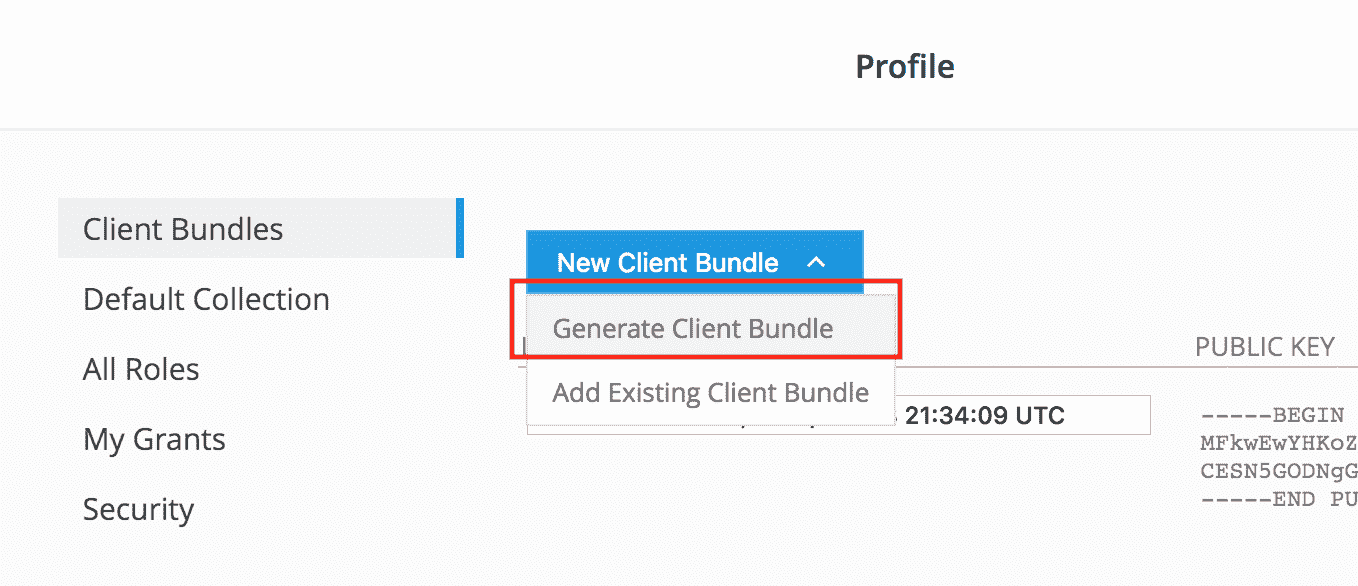 Profile
Client Bundles
Default Collection
All Roles
My Grants
Security
New Client Bundle
Generate Client Bundle
Add Existing Client Bundle
21:34:09 UTC
PUBLIC KEY
-----BEGIN
MFkwEwYHKoZ
CESN5GODNgG
-----END PU